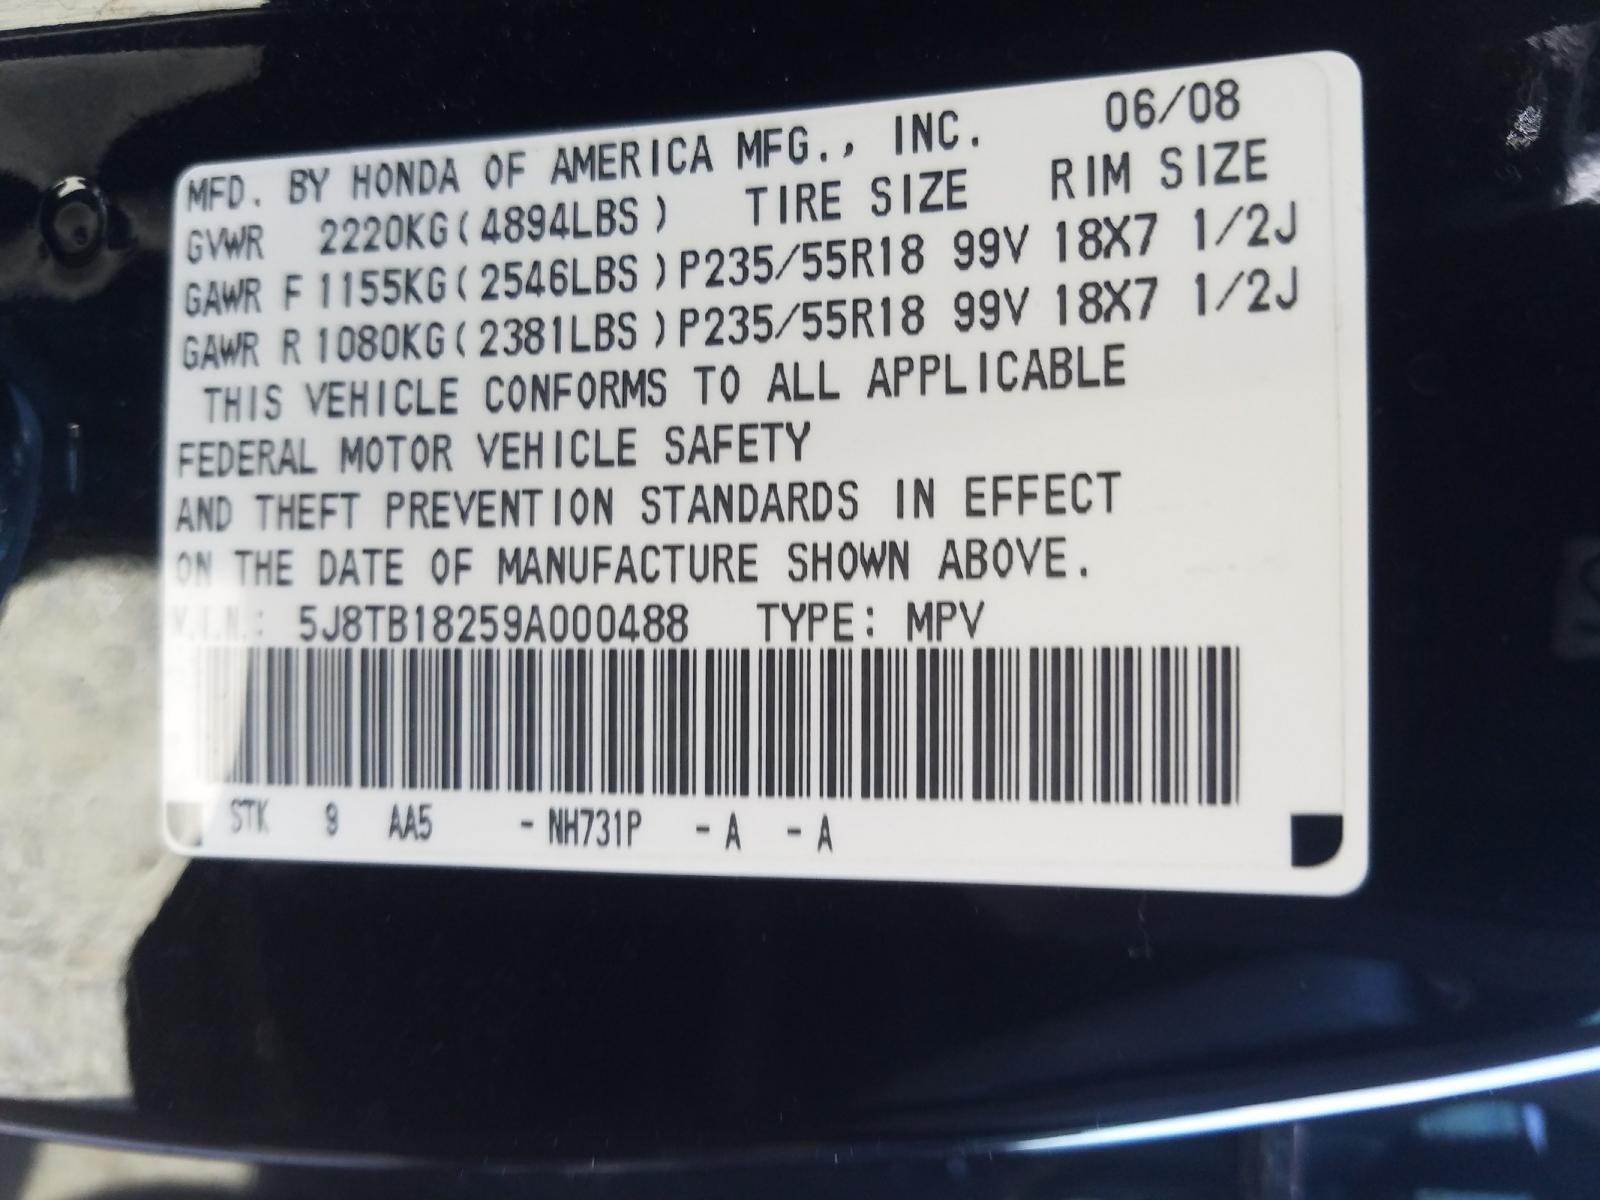 MFD. BY HONDA OF AMERICA MFG., INC. 06/08
GVWR 2220KG(4894LBS) TIRE SIZE RIM SIZE
GAWR F 1155KG(2546LBS) P235/55R18 99V 18X7 1/2J
GAWR R 1080KG(2381LBS) P235/55R18 99V 18X7 1/2J
THIS VEHICLE CONFORMS TO ALL APPLICABLE
FEDERAL MOTOR VEHICLE SAFETY
AND THEFT PREVENTION STANDARDS IN EFFECT
ON THE DATE OF MANUFACTURE SHOWN ABOVE.
V.I.N.: 5J8TB18259A000488 TYPE: MPV
STK 9 AA5 - NH731P - A - A